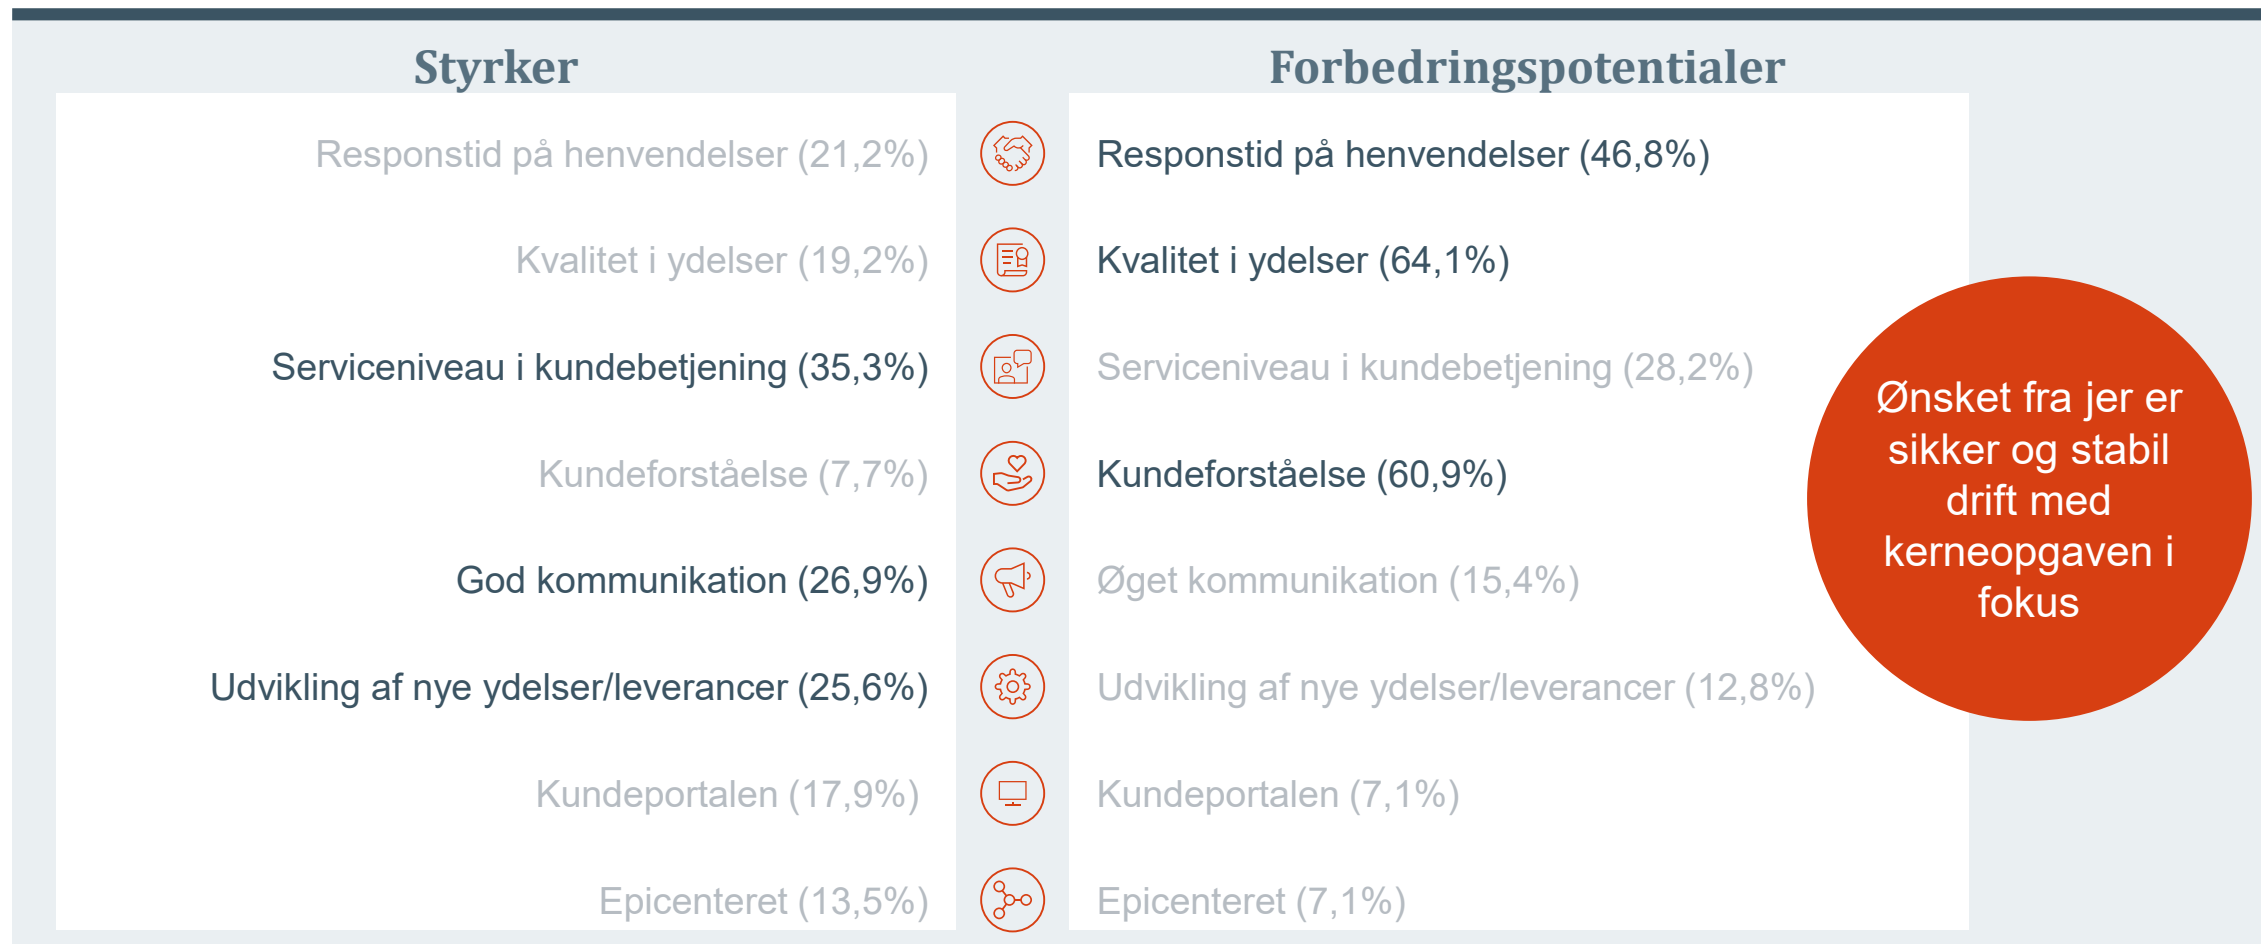 Styrker
Forbedringspotentialer
Responstid på henvendelser (21,2%)
Responstid på henvendelser (46,8%)
Kvalitet i ydelser (19,2%)
Kvalitet i ydelser (64,1%)
Serviceniveau i kundebetjening (35,3%)
Serviceniveau i kundebetjening (28,2%)
Kundeforståelse (7,7%)
Kundeforståelse (60,9%)
God kommunikation (26,9%)
Øget kommunikation (15,4%)
Udvikling af nye ydelser/leverancer (25,6%)
Udvikling af nye ydelser/leverancer (12,8%)
Kundeportalen (17,9%)
Kundeportalen (7,1%)
Epicenteret (13,5%)
Epicenteret (7,1%)
Ønsket fra jer er
sikker og stabil
drift med
kerneopgaven i
fokus